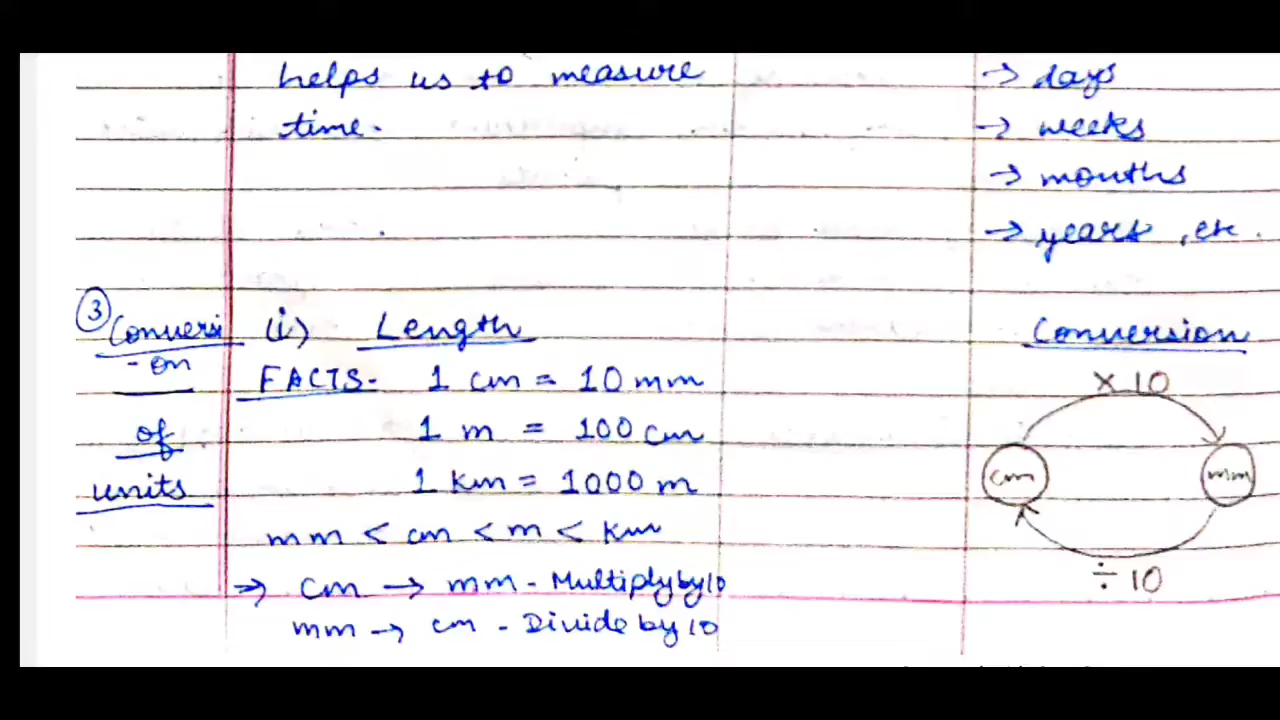 helps us to measure
time.
→ days
→ weeks
→ months
→ years, etc.
③ Conversi
-on
of
units
(i) Length
FACTS- 1 cm = 10 mm
1 m = 100 cm
1 km = 1000 m
mm < cm < m < km
⇒ cm → mm - Multiply by 10
mm → cm - Divide by 10
Conversion
× 10
cm
mm
÷ 10